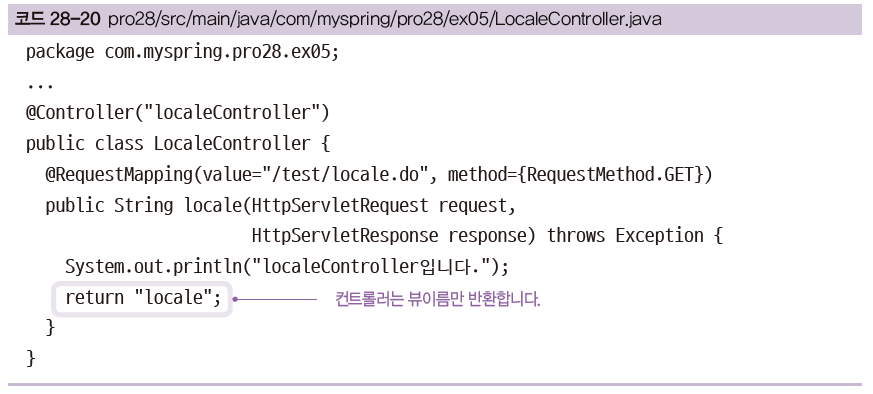 코드 28-20 pro28/src/main/java/com/myspring/pro28/ex05/LocaleController.java
package com.myspring.pro28.ex05;
...
@Controller("localeController")
public class LocaleController {
@RequestMapping(value="/test/locale.do", method={RequestMethod.GET})
public String locale(HttpServletRequest request,
HttpServletResponse response) throws Exception {
System.out.println("localeController입니다.");
return "locale"; 컨트롤러는 뷰이름만 반환합니다.
}
}